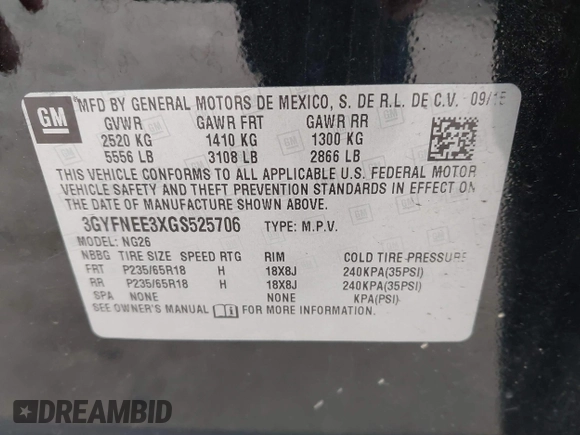 GM
MFD BY GENERAL MOTORS DE MEXICO, S. DE R.L. DE C.V. 09/15
GVWR GAWR FRT GAWR RR
2520 KG 1410 KG 1300 KG
5556 LB 3108 LB 2866 LB
THIS VEHICLE CONFORMS TO ALL APPLICABLE U.S. FEDERAL MOTOR
VEHICLE SAFETY AND THEFT PREVENTION STANDARDS IN EFFECT ON
THE DATE OF MANUFACTURE SHOWN ABOVE.
3GYFNEE3XGS525706 TYPE: M.P.V.
MODEL: NG26
NBBG TIRE SIZE SPEED RTG RIM COLD TIRE PRESSURE
FRT P235/65R18 H 18X8J 240KPA(35PSI)
RR P235/65R18 H 18X8J 240KPA(35PSI)
SPA NONE NONE KPA(PSI)
SEE OWNER'S MANUAL FOR MORE INFORMATION.
DREAMBID